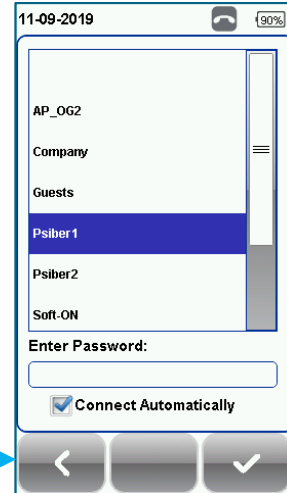 11-09-2019
90%
AP_OG2
Company
Guests
Psiber1
Psiber2
Soft-ON
Enter Password:
Connect Automatically